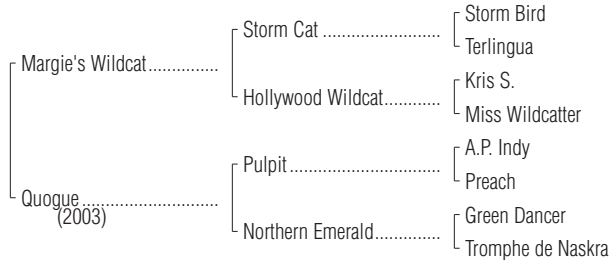 Storm Bird
Storm Cat ..............................
Terlingua
Margie's Wildcat..................
Kris S.
Hollywood Wildcat..............
Miss Wildcatter
A.P. Indy
Pulpit.......................................
Preach
Quogue...................................
(2003)
Green Dancer
Northern Emerald................
Tromphe de Naskra